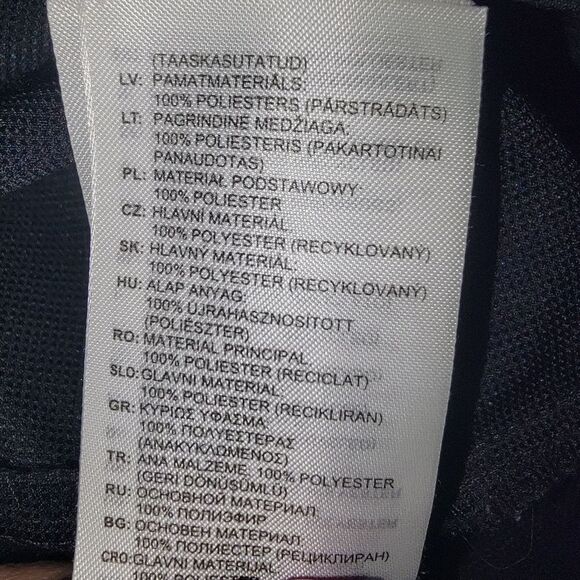 (TAASKASUTATUD)
LV: PAMATMATERIĀLS:
100% POLIESTERS (PĀRSTRĀDĀTS)
LT: PAGRINDINE MEDŽIAGA:
100% POLIESTERIS (PAKARTOTINAI
PANAUDOTAS)
PL: MATERIAŁ PODSTAWOWY:
100% POLIESTER
CZ: HLAVNÍ MATERIÁL
100% POLYESTER (RECYKLOVANÝ)
SK: HLAVNÝ MATERIÁL:
100% POLYESTER (RECYKLOVANÝ)
HU: ALAP ANYAG:
100% ÚJRAHASZNOSÍTOTT
(POLIÉSZTER)
RO: MATERIAL PRINCIPAL
100% POLIESTER (RECICLAT)
SLO: GLAVNI MATERIAL:
100% POLIESTER (RECIKLIRAN)
GR: ΚΥΡΙΟΣ ΥΦΑΣΜΑ:
100% ΠΟΛΥΕΣΤΕΡΑΣ
(ΑΝΑΚΥΚΛΩΜΕΝΟΣ)
TR: ANA MALZEME: 100% POLYESTER
(GERİ DÖNÜŞÜMLÜ)
RU: ОСНОВНОЙ МАТЕРИАЛ
100% ПОЛИЭФИР
BG: ОСНОВЕН МАТЕРИАЛ
100% ПОЛИЕСТЕР (РЕЦИКЛИРАН)
CRO: GLAVNI MATERIJAL:
100% POLIESTER